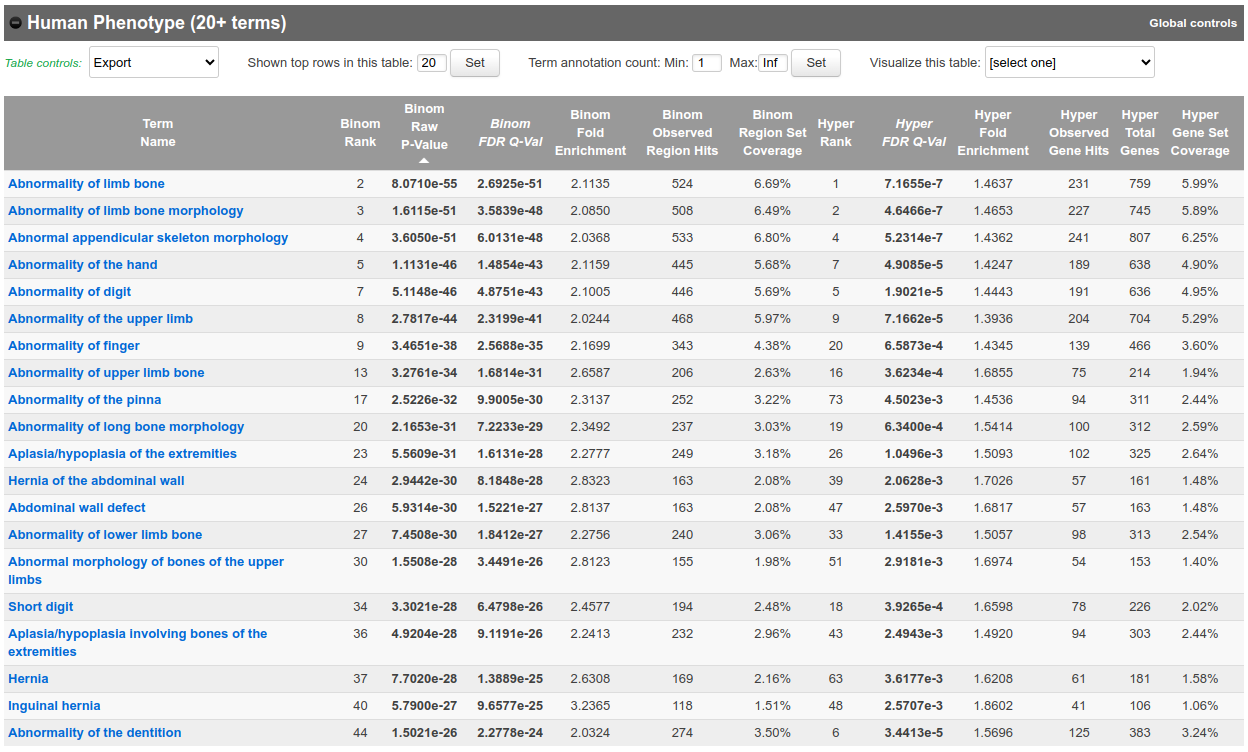 Human Phenotype (20+ terms) Global controls
Table controls: Export Shown top rows in this table: 20 Set Term annotation count: Min: 1 Max: Inf Set Visualize this table: [select one]
Term Name Binom Rank Binom Raw P-Value Binom FDR Q-Val Binom Fold Enrichment Binom Observed Region Hits Binom Region Set Coverage Hyper Rank Hyper FDR Q-Val Hyper Fold Enrichment Hyper Observed Gene Hits Hyper Total Genes Hyper Gene Set Coverage
Abnormality of limb bone 2 8.0710e-55 2.6925e-51 2.1135 524 6.69% 1 7.1655e-7 1.4637 231 759 5.99%
Abnormality of limb bone morphology 3 1.6115e-51 3.5839e-48 2.0850 508 6.49% 2 4.6466e-7 1.4653 227 745 5.89%
Abnormal appendicular skeleton morphology 4 3.6050e-51 6.0131e-48 2.0368 533 6.80% 4 5.2314e-7 1.4362 241 807 6.25%
Abnormality of the hand 5 1.1131e-46 1.4854e-43 2.1159 445 5.68% 7 4.9085e-5 1.4247 189 638 4.90%
Abnormality of digit 7 5.1148e-46 4.8751e-43 2.1005 446 5.69% 5 1.9021e-5 1.4443 191 636 4.95%
Abnormality of the upper limb 8 2.7817e-44 2.3199e-41 2.0244 468 5.97% 9 7.1662e-5 1.3936 204 704 5.29%
Abnormality of finger 9 3.4651e-38 2.5688e-35 2.1699 343 4.38% 20 6.5873e-4 1.4345 139 466 3.60%
Abnormality of upper limb bone 13 3.2761e-34 1.6814e-31 2.6587 206 2.63% 16 3.6234e-4 1.6855 75 214 1.94%
Abnormality of the pinna 17 2.5226e-32 9.9005e-30 2.3137 252 3.22% 73 4.5023e-3 1.4536 94 311 2.44%
Abnormality of long bone morphology 20 2.1653e-31 7.2233e-29 2.3492 237 3.03% 19 6.3400e-4 1.5414 100 312 2.59%
Aplasia/hypoplasia of the extremities 23 5.5609e-31 1.6131e-28 2.2777 249 3.18% 26 1.0496e-3 1.5093 102 325 2.64%
Hernia of the abdominal wall 24 2.9442e-30 8.1848e-28 2.8323 163 2.08% 39 2.0628e-3 1.7026 57 161 1.48%
Abdominal wall defect 26 5.9314e-30 1.5221e-27 2.8137 163 2.08% 47 2.5970e-3 1.6817 57 163 1.48%
Abnormality of lower limb bone 27 7.4508e-30 1.8412e-27 2.2756 240 3.06% 33 1.4155e-3 1.5057 98 313 2.54%
Abnormal morphology of bones of the upper 30 1.5508e-28 3.4491e-26 2.8123 155 1.98% 51 2.9181e-3 1.6974 54 153 1.40%
limbs
Short digit 34 3.3021e-28 6.4798e-26 2.4577 194 2.48% 18 3.9265e-4 1.6598 78 226 2.02%
Aplasia/hypoplasia involving bones of the 36 4.9204e-28 9.1191e-26 2.2413 232 2.96% 43 2.4943e-3 1.4920 94 303 2.44%
extremities
Hernia 37 7.7020e-28 1.3889e-25 2.6308 169 2.16% 63 3.6177e-3 1.6208 61 181 1.58%
Inguinal hernia 40 5.7900e-27 9.6577e-25 3.2365 118 1.51% 48 2.5707e-3 1.8602 41 106 1.06%
Abnormality of the dentition 44 1.5021e-26 2.2778e-24 2.0324 274 3.50% 6 3.4413e-5 1.5696 125 383 3.24%